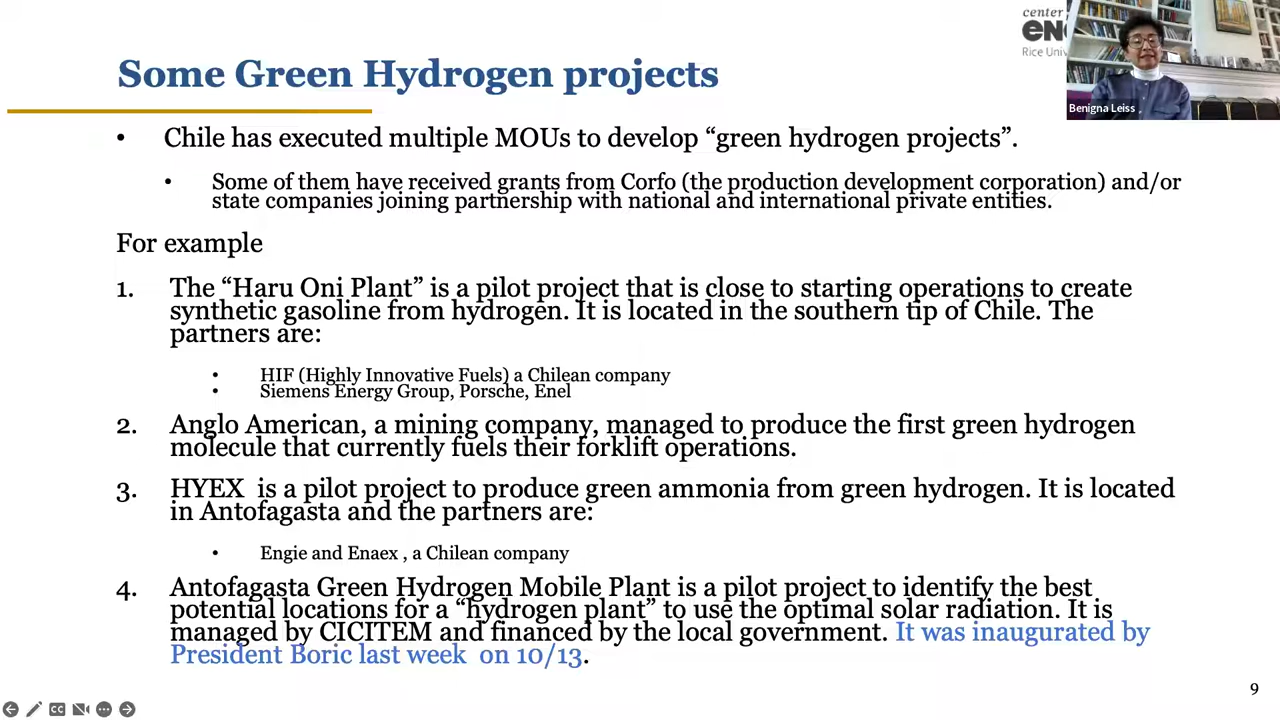 center
Rice Univ
Benigna Leiss
Some Green Hydrogen projects
• Chile has executed multiple MOUs to develop “green hydrogen projects”.
• Some of them have received grants from Corfo (the production development corporation) and/or
state companies joining partnership with national and international private entities.
For example
1. The “Haru Oni Plant” is a pilot project that is close to starting operations to create
synthetic gasoline from hydrogen. It is located in the southern tip of Chile. The
partners are:
• HIF (Highly Innovative Fuels) a Chilean company
• Siemens Energy Group, Porsche, Enel
2. Anglo American, a mining company, managed to produce the first green hydrogen
molecule that currently fuels their forklift operations.
3. HYEX is a pilot project to produce green ammonia from green hydrogen. It is located
in Antofagasta and the partners are:
• Engie and Enaex , a Chilean company
4. Antofagasta Green Hydrogen Mobile Plant is a pilot project to identify the best
potential locations for a “hydrogen plant” to use the optimal solar radiation. It is
managed by CICITEM and financed by the local government. It was inaugurated by
President Boric last week on 10/13.
9
CC